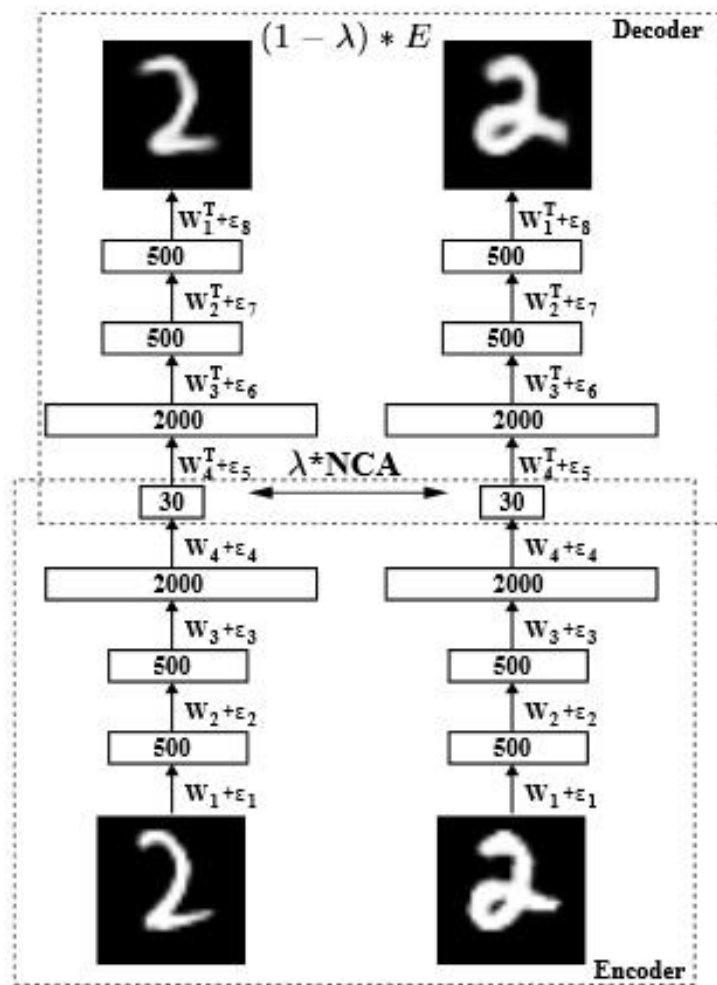 (1 − λ) * E Decoder
W₁ᵀ+ε₈ W₁ᵀ+ε₈
500 500
W₂ᵀ+ε₇ W₂ᵀ+ε₇
500 500
W₃ᵀ+ε₆ W₃ᵀ+ε₆
2000 2000
W₄ᵀ+ε₅ λ*NCA W₄ᵀ+ε₅
30 30
W₄+ε₄ W₄+ε₄
2000 2000
W₃+ε₃ W₃+ε₃
500 500
W₂+ε₂ W₂+ε₂
500 500
W₁+ε₁ W₁+ε₁
Encoder